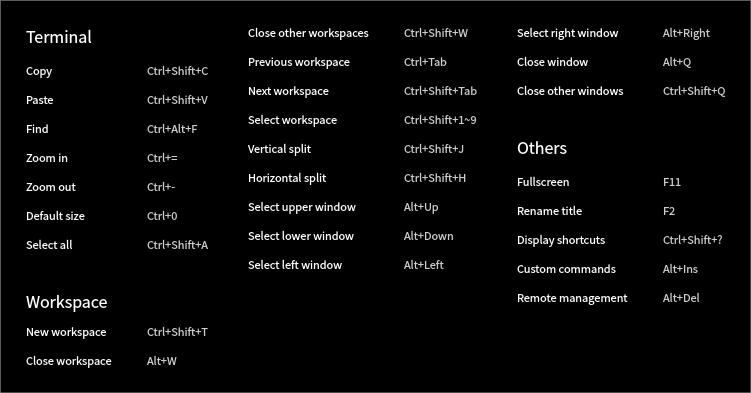 Terminal
Copy Ctrl+Shift+C
Paste Ctrl+Shift+V
Find Ctrl+Alt+F
Zoom in Ctrl+=
Zoom out Ctrl+-
Default size Ctrl+0
Select all Ctrl+Shift+A
Workspace
New workspace Ctrl+Shift+T
Close workspace Alt+W
Close other workspaces Ctrl+Shift+W
Previous workspace Ctrl+Tab
Next workspace Ctrl+Shift+Tab
Select workspace Ctrl+Shift+1~9
Vertical split Ctrl+Shift+J
Horizontal split Ctrl+Shift+H
Select upper window Alt+Up
Select lower window Alt+Down
Select left window Alt+Left
Select right window Alt+Right
Close window Alt+Q
Close other windows Ctrl+Shift+Q
Others
Fullscreen F11
Rename title F2
Display shortcuts Ctrl+Shift+?
Custom commands Alt+Ins
Remote management Alt+Del